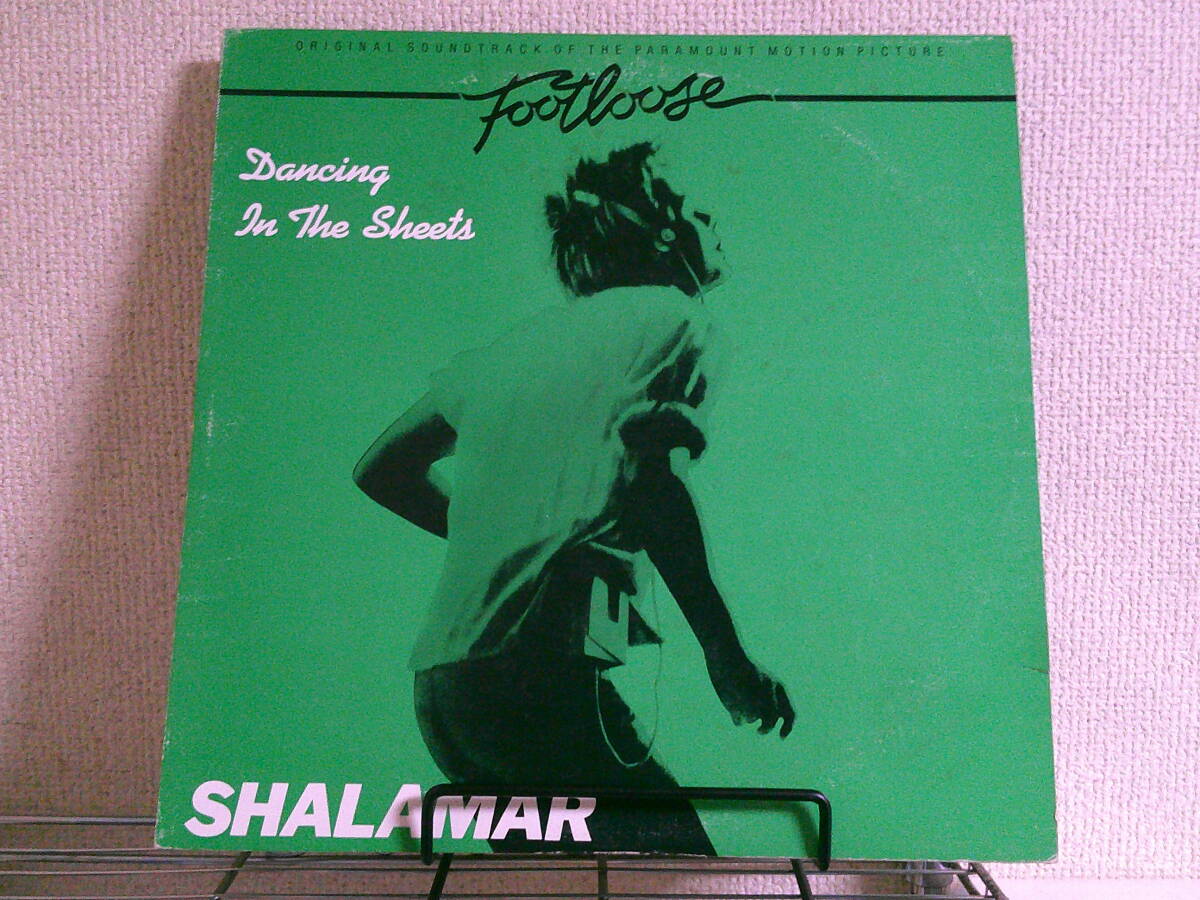 ORIGINAL SOUNDTRACK OF THE PARAMOUNT MOTION PICTURE
Footloose
Dancing
In The Sheets
SHALAMAR